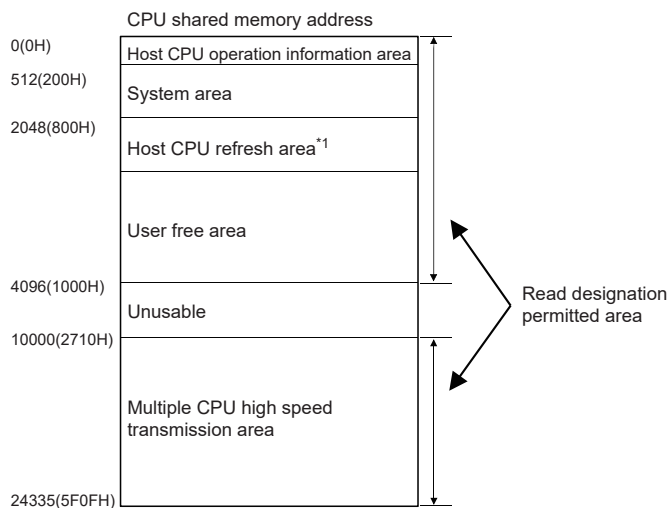 CPU shared memory address
0(0H)
Host CPU operation information area
512(200H)
System area
2048(800H)
Host CPU refresh area*1
User free area
4096(1000H)
Unusable
Read designation
permitted area
10000(2710H)
Multiple CPU high speed
transmission area
24335(5F0FH)